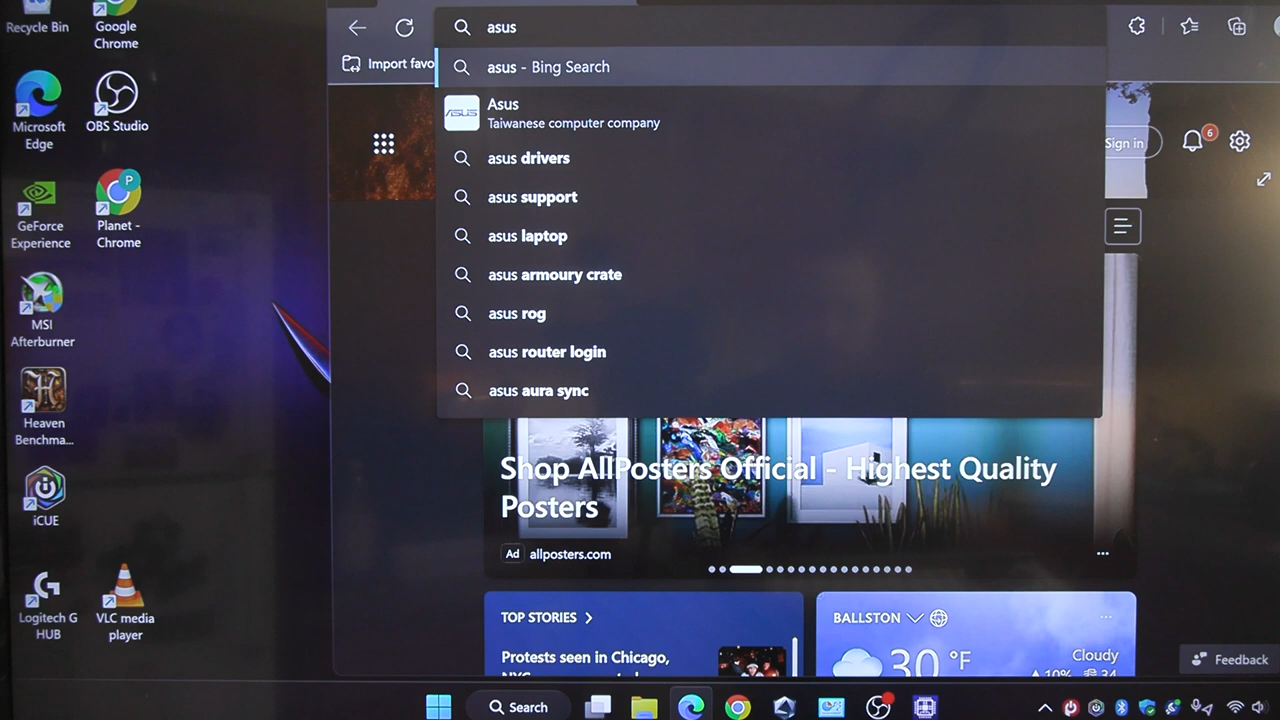 Recycle Bin
Google
Chrome
Microsoft
Edge
OBS Studio
GeForce
Experience
P
Planet -
Chrome
MSI
Afterburner
Heaven
Benchma...
iCUE
Logitech G
HUB
VLC media
player
asus
Import favo
asus - Bing Search
ASUS
Asus
Taiwanese computer company
asus drivers
asus support
asus laptop
asus armoury crate
asus rog
asus router login
asus aura sync
Sign in
6
Shop AllPosters Official - Highest Quality
Posters
Ad allposters.com
TOP STORIES
Protests seen in Chicago,
BALLSTON
30 °F
Cloudy
10% 34
Feedback
Search